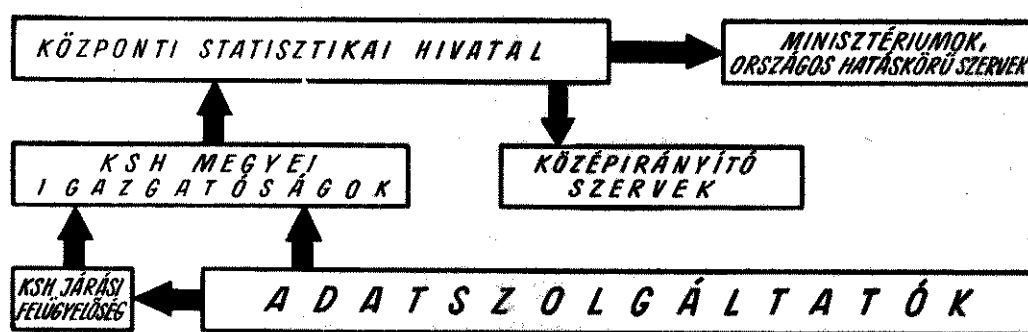 KÖZPONTI STATISZTIKAI HIVATAL
MINISZTÉRIUMOK,
ORSZÁGOS HATÁSKÖRŰ SZERVEK
KSH MEGYEI
IGAZGATÓSÁGOK
KÖZÉPIRÁNYÍTÓ
SZERVEK
KSH JÁRÁSI
FELÜGYELŐSÉG
ADATSZOLGÁLTATÓK